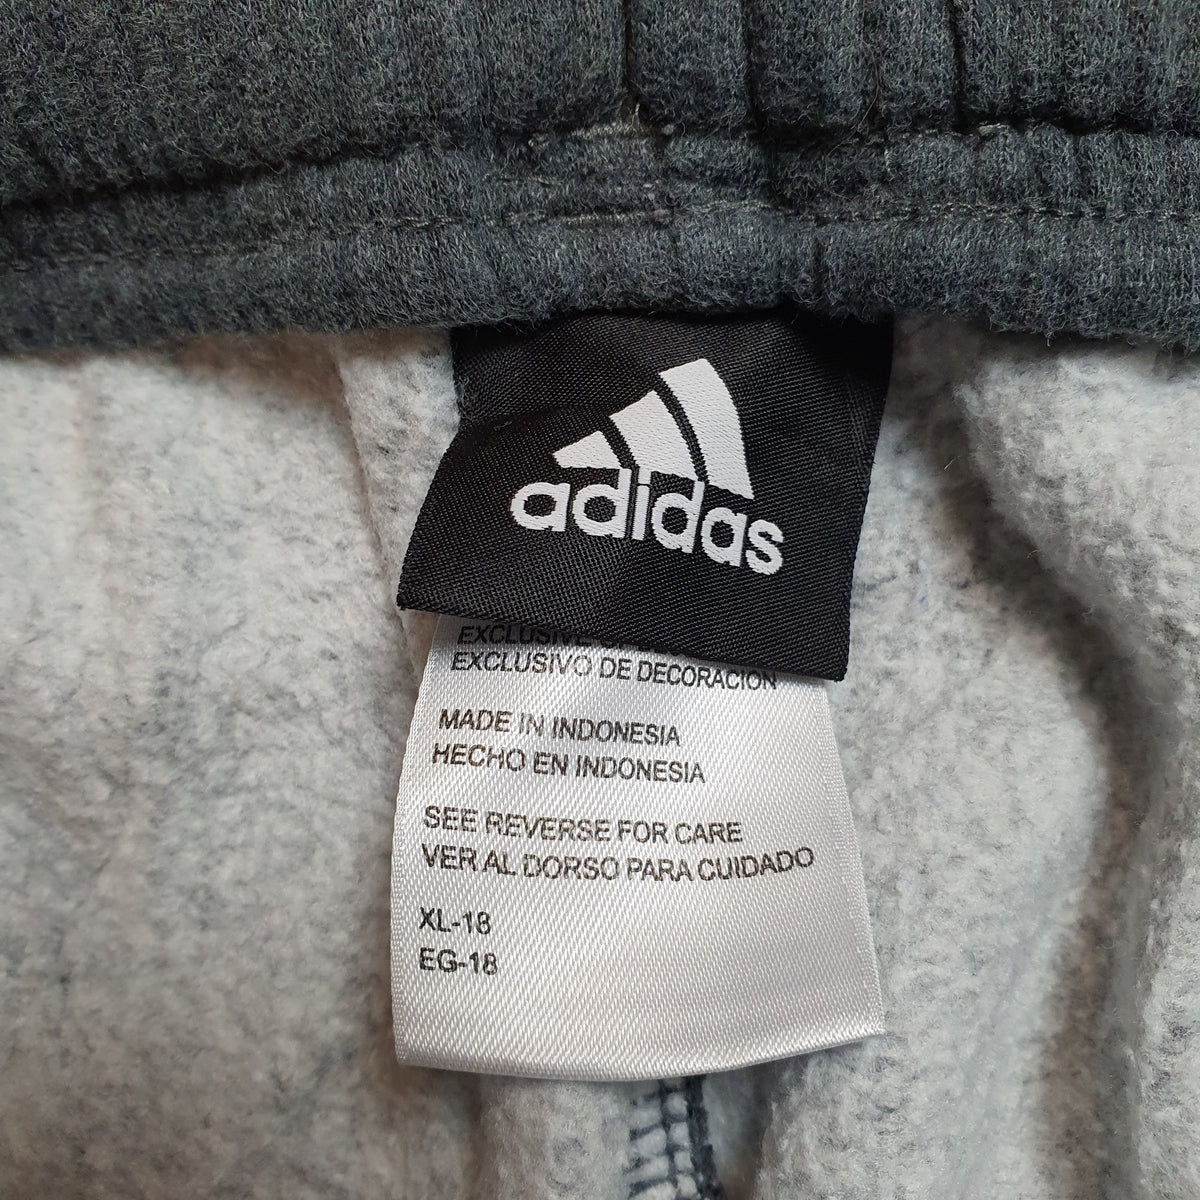 adidas
EXCLUSIVE
EXCLUSIVO DE DECORACION
MADE IN INDONESIA
HECHO EN INDONESIA
SEE REVERSE FOR CARE
VER AL DORSO PARA CUIDADO
XL-18
EG-18